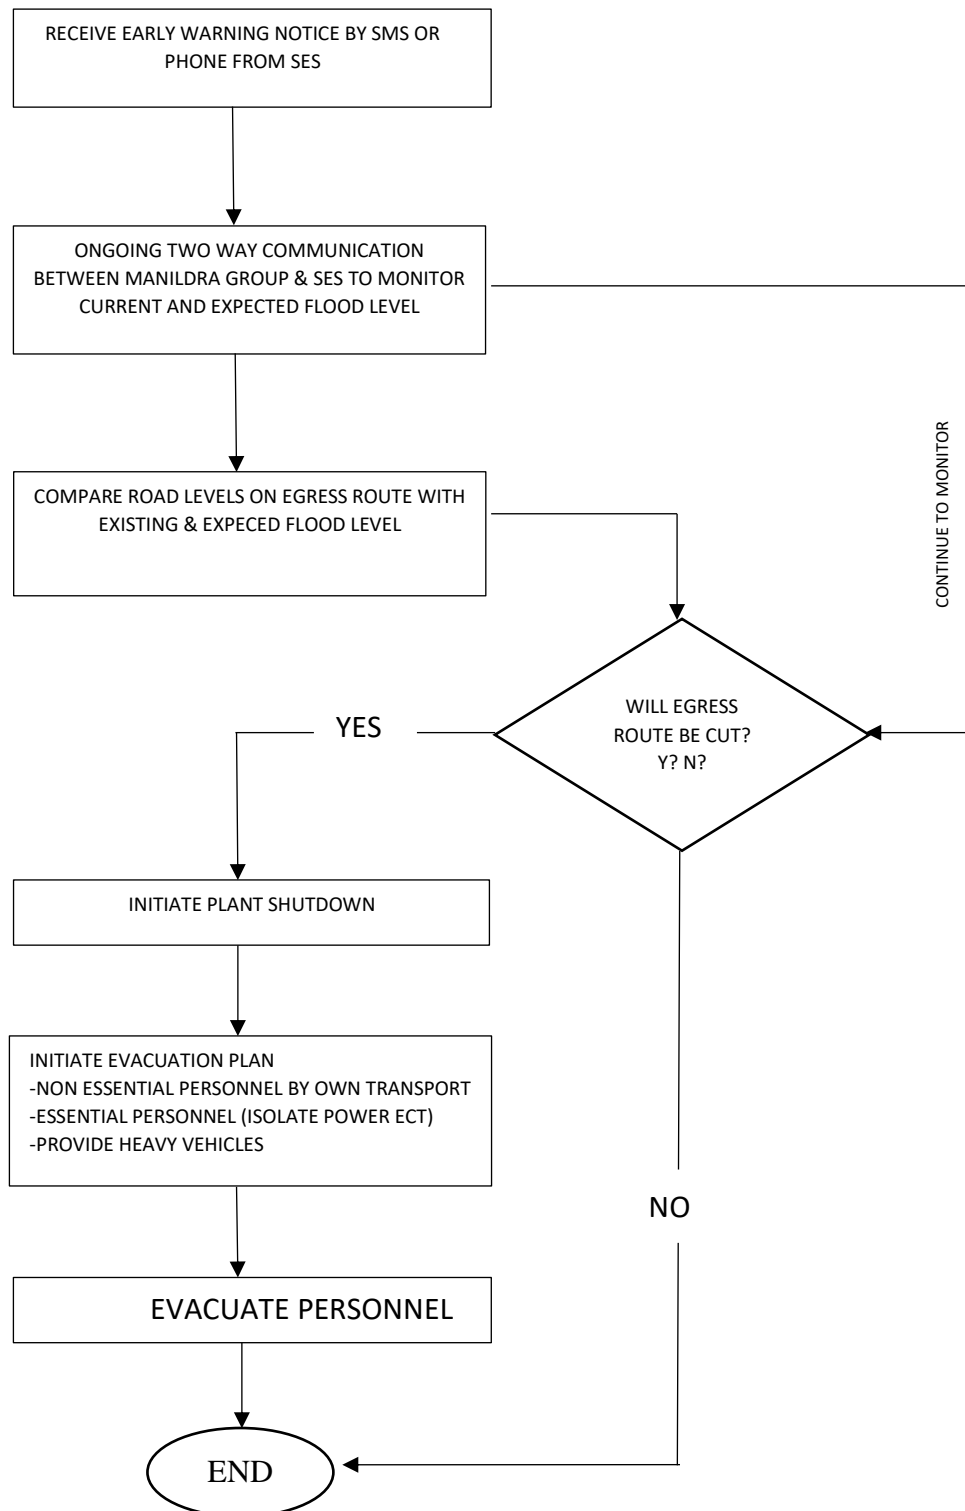 RECEIVE EARLY WARNING NOTICE BY SMS OR
PHONE FROM SES
ONGOING TWO WAY COMMUNICATION
BETWEEN MANILDRA GROUP & SES TO MONITOR
CURRENT AND EXPECTED FLOOD LEVEL
CONTINUE TO MONITOR
COMPARE ROAD LEVELS ON EGRESS ROUTE WITH
EXISTING & EXPECED FLOOD LEVEL
WILL EGRESS
ROUTE BE CUT?
Y? N?
YES
INITIATE PLANT SHUTDOWN
INITIATE EVACUATION PLAN
-NON ESSENTIAL PERSONNEL BY OWN TRANSPORT
-ESSENTIAL PERSONNEL (ISOLATE POWER ECT)
-PROVIDE HEAVY VEHICLES
NO
EVACUATE PERSONNEL
END